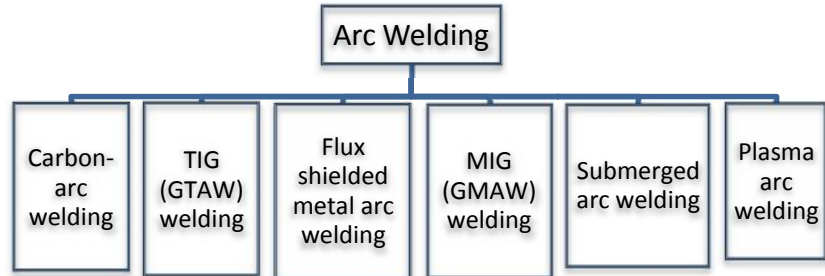 Arc Welding
Carbon-
arc
welding
TIG
(GTAW)
welding
Flux
shielded
metal arc
welding
MIG
(GMAW)
welding
Submerged
arc welding
Plasma
arc
welding